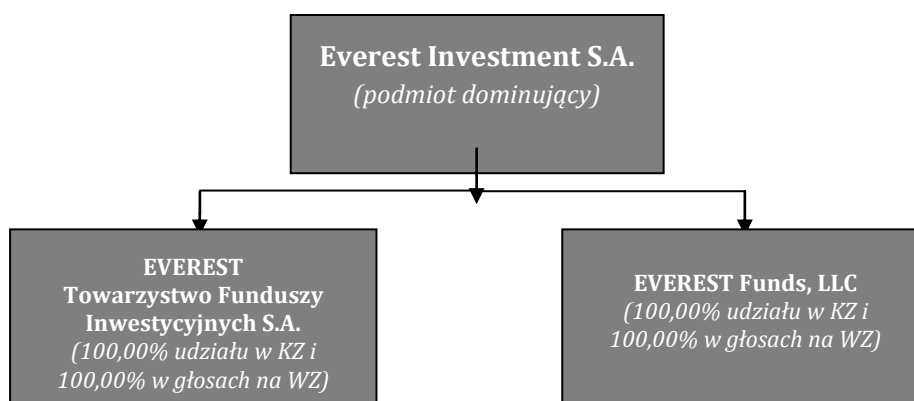 Everest Investment S.A.
(podmiot dominujący)
EVEREST
Towarzystwo Funduszy
Inwestycyjnych S.A.
(100,00% udziału w KZ i
100,00% w głosach na WZ)
EVEREST Funds, LLC
(100,00% udziału w KZ i
100,00% w głosach na WZ)